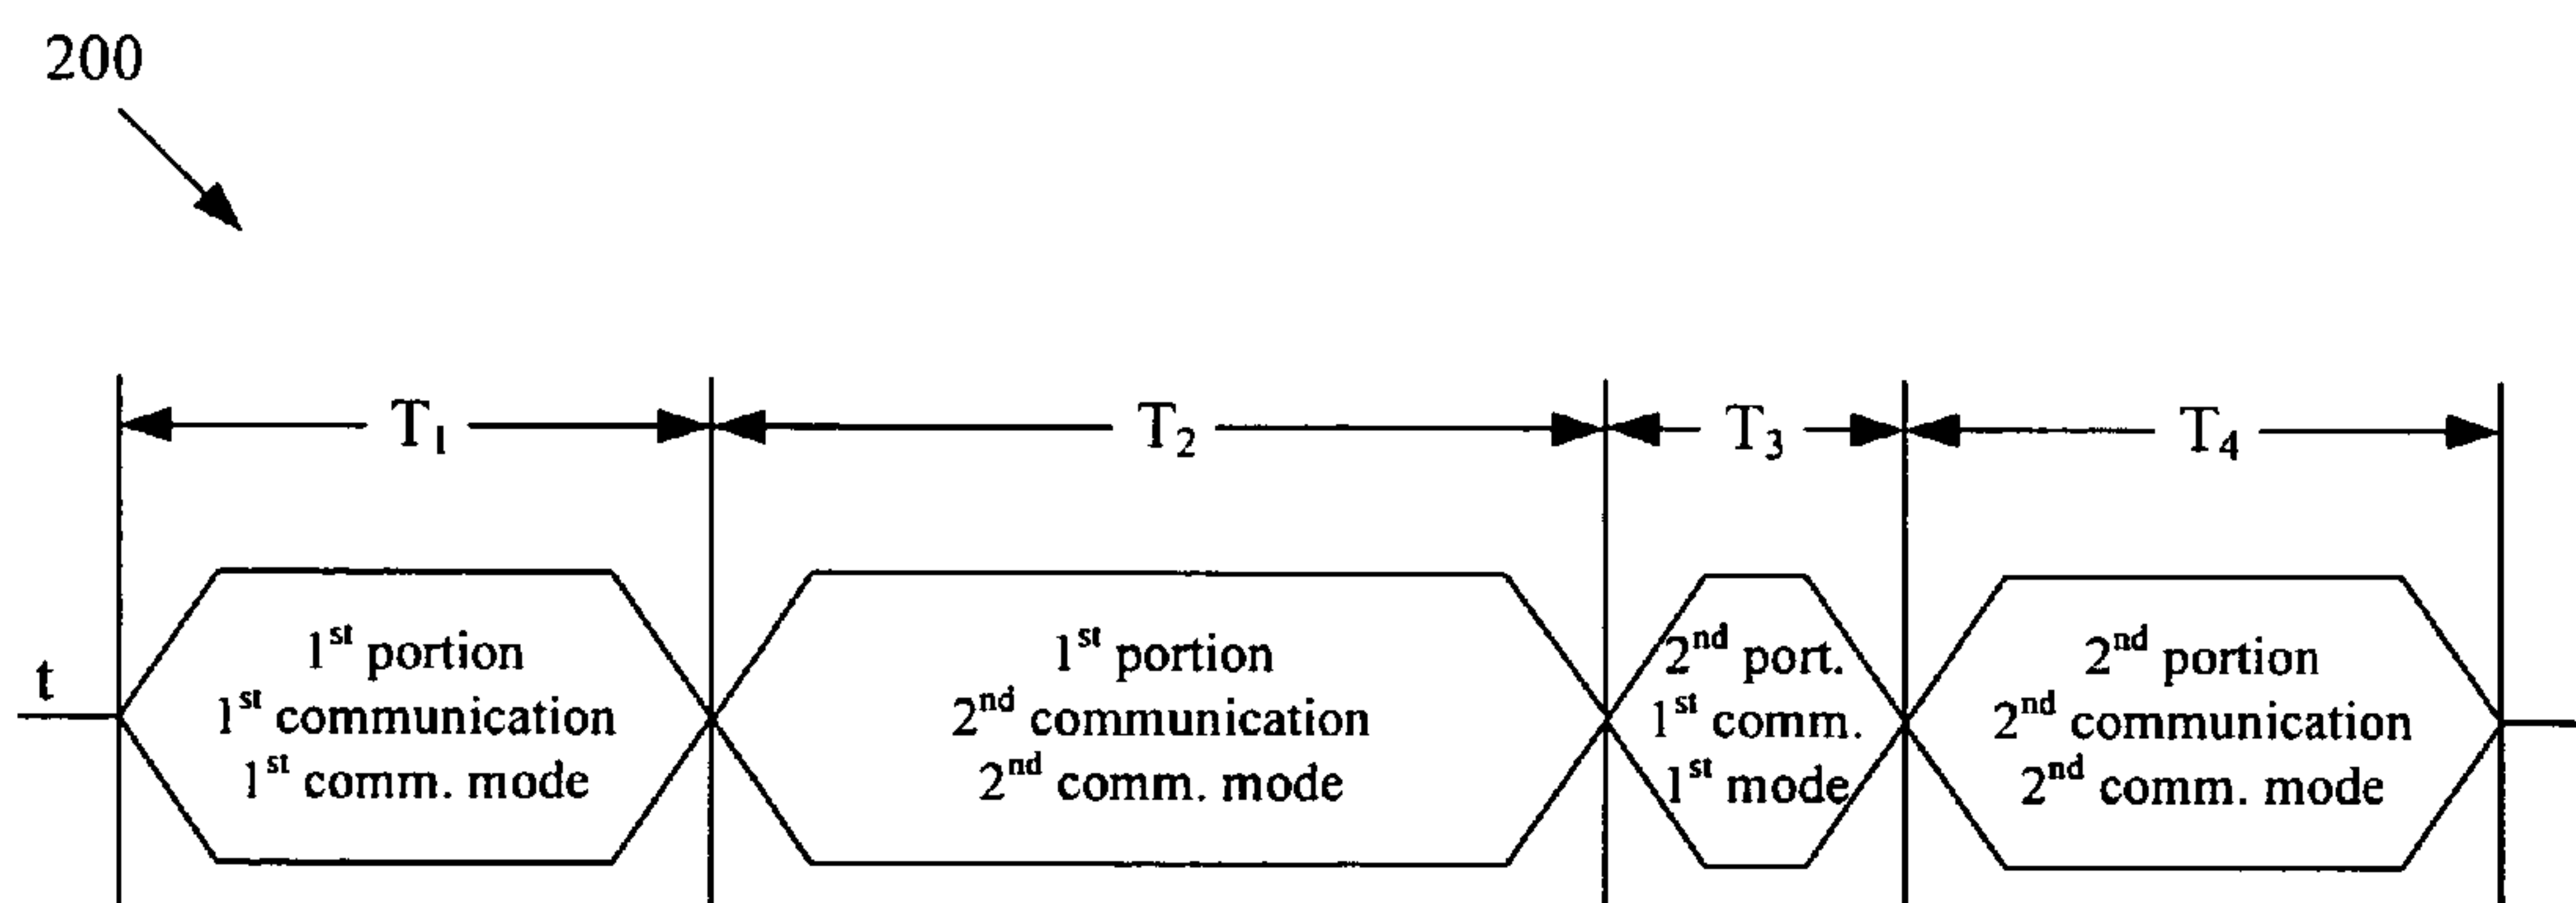 200
T₁ T₂ T₃ T₄
t
1ˢᵗ portion
1ˢᵗ communication
1ˢᵗ comm. mode
1ˢᵗ portion
2ⁿᵈ communication
2ⁿᵈ comm. mode
2ⁿᵈ port.
1ˢᵗ comm.
1ˢᵗ mode
2ⁿᵈ portion
2ⁿᵈ communication
2ⁿᵈ comm. mode